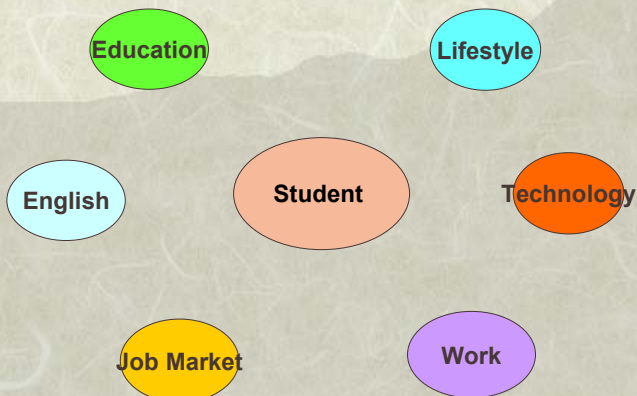 Education
Lifestyle
English
Student
Technology
Job Market
Work